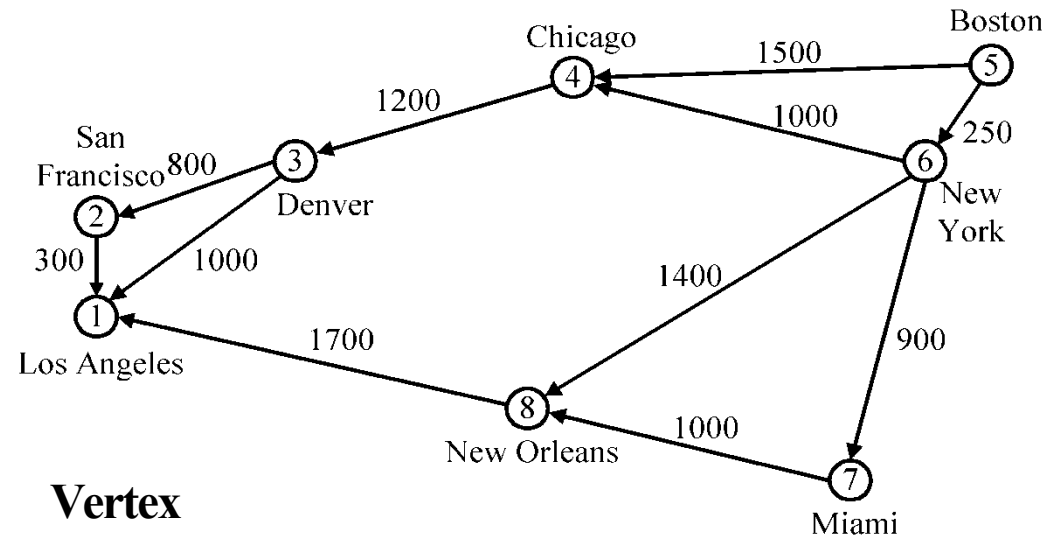 Boston
Chicago
1500
5
4
1200
1000
250
San
Francisco
800
3
6
2
Denver
New
York
300
1000
1400
1
Los Angeles
1700
900
8
1000
New Orleans
7
Vertex
Miami